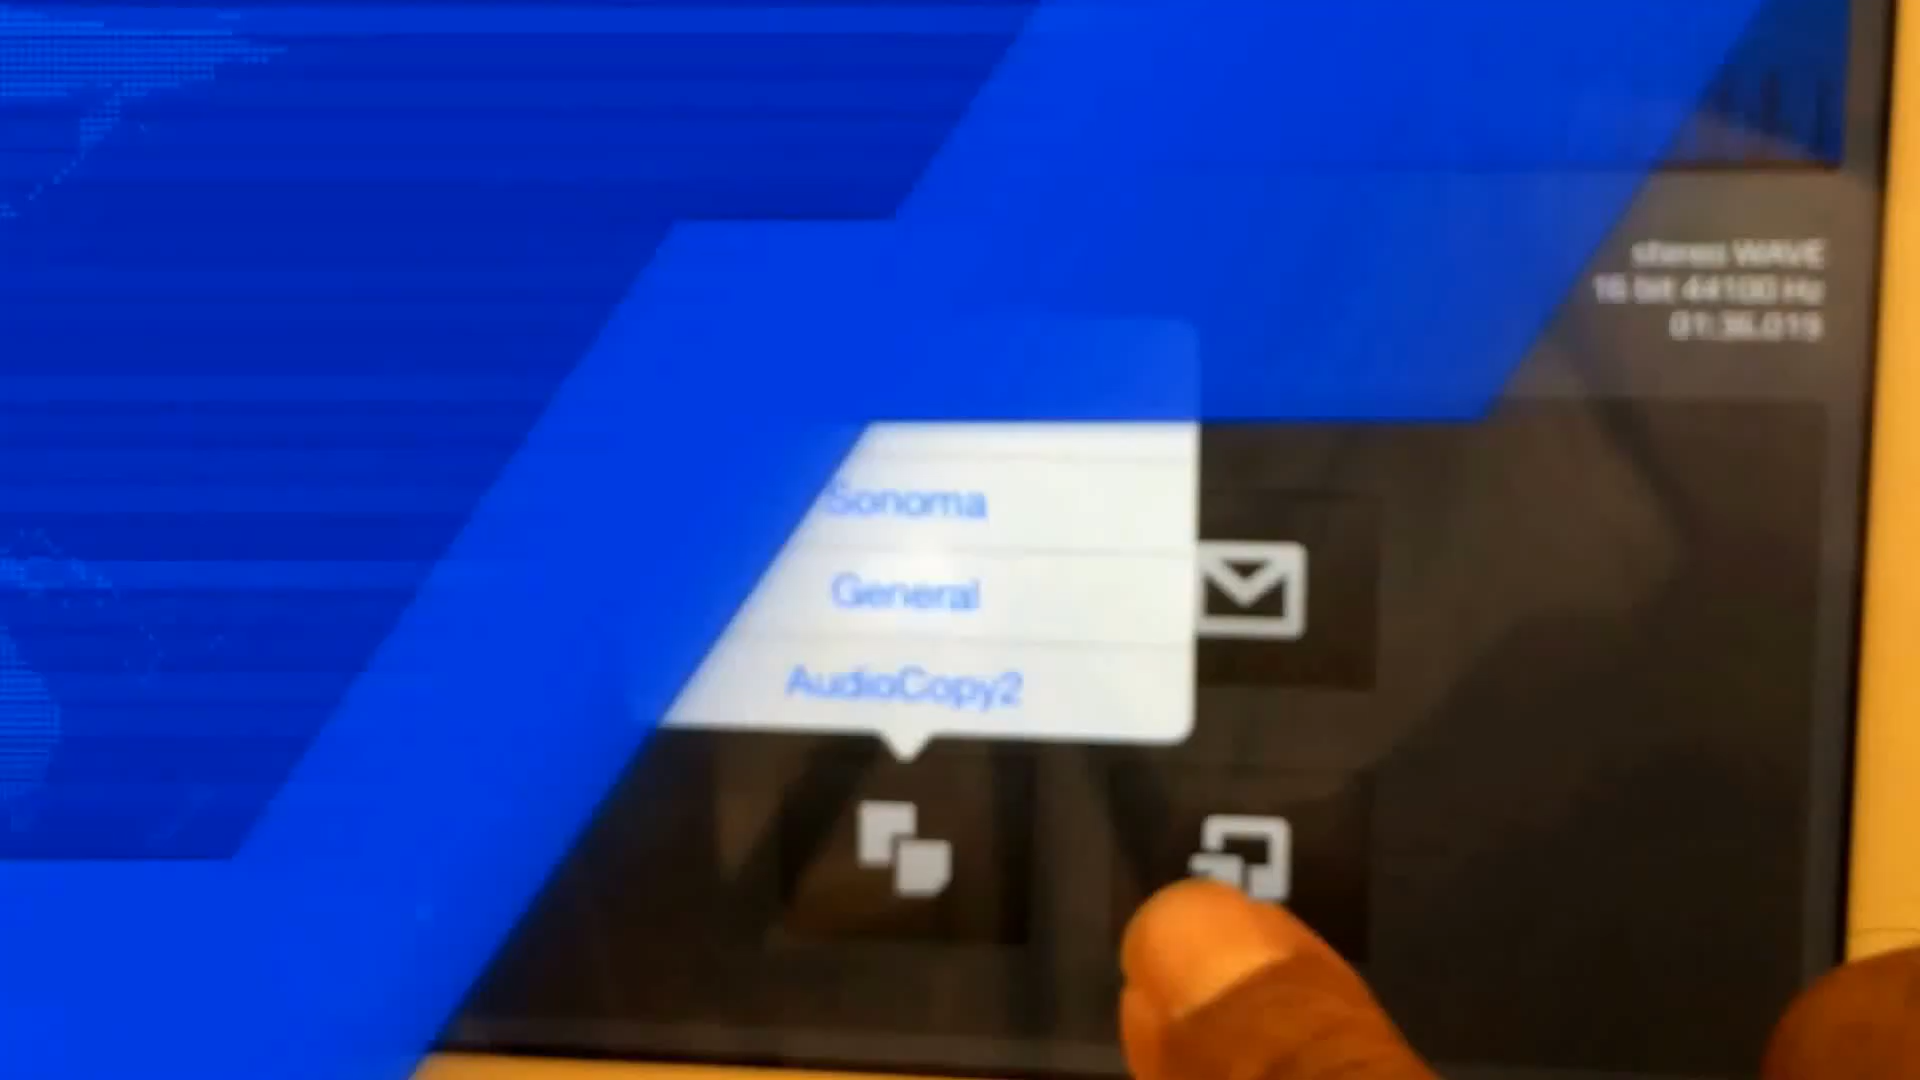 stereo WAVE
16 bit 44100 Hz
01:36.019
Sonoma
General
AudioCopy2